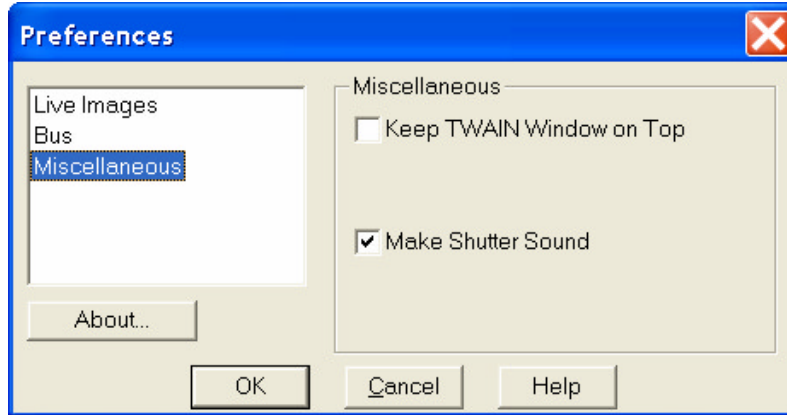 Preferences
Live Images
Bus
Miscellaneous
Miscellaneous
Keep TWAIN Window on Top
Make Shutter Sound
About...
OK
Cancel
Help